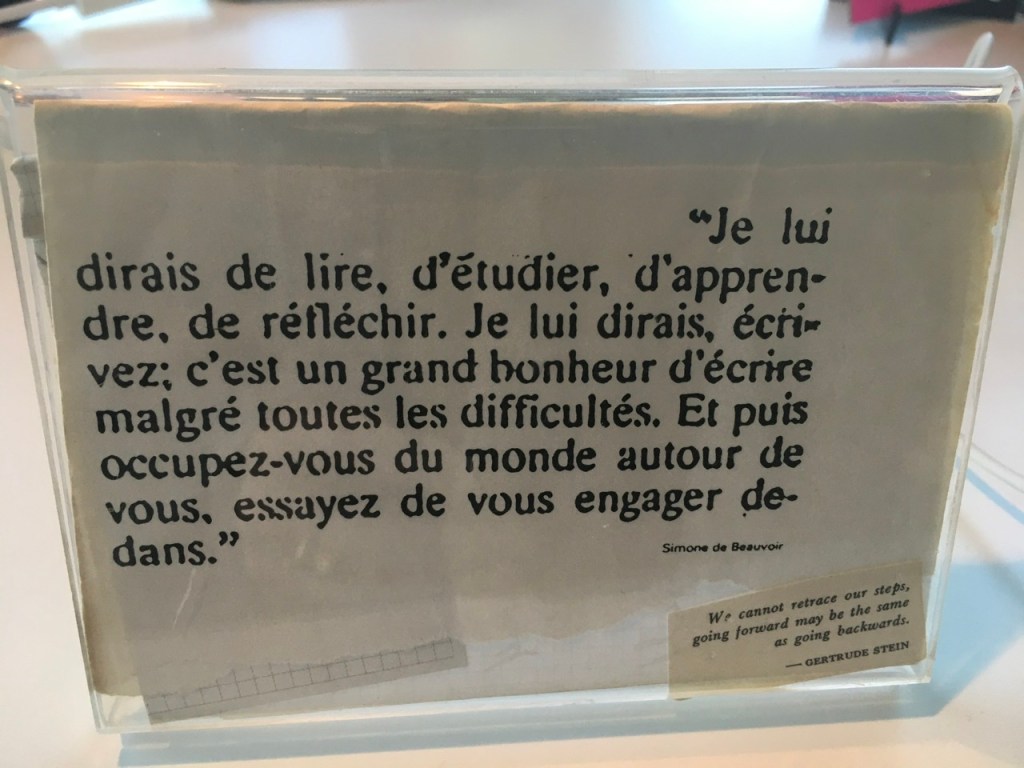 “Je lui
dirais de lire, d'étudier, d'appren-
dre, de réfléchir. Je lui dirais, écri-
vez; c'est un grand bonheur d'écrire
malgré toutes les difficultés. Et puis
occupez-vous du monde autour de
vous, essayez de vous engager de-
dans.”
Simone de Beauvoir
We cannot retrace our steps,
going forward may be the same
as going backwards.
— GERTRUDE STEIN